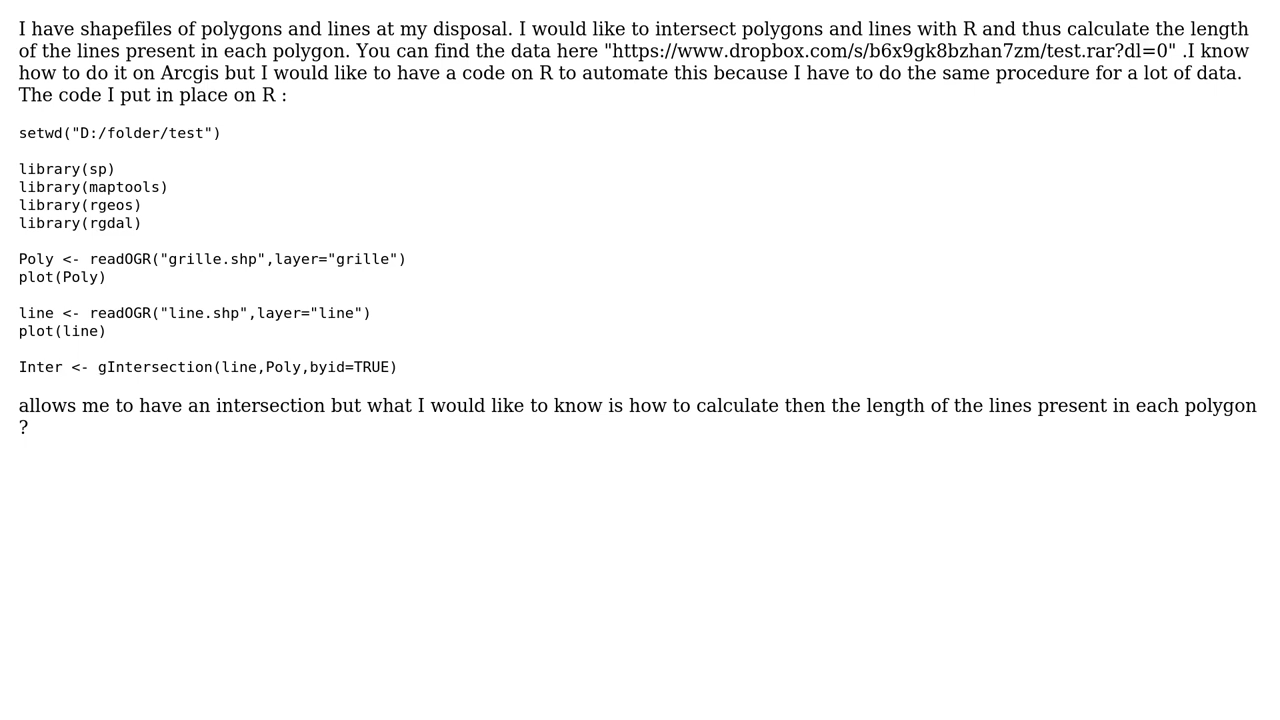 I have shapefiles of polygons and lines at my disposal. I would like to intersect polygons and lines with R and thus calculate the length
of the lines present in each polygon. You can find the data here "https://www.dropbox.com/s/b6x9gk8bzhan7zm/test.rar?dl=0" .I know
how to do it on Arcgis but I would like to have a code on R to automate this because I have to do the same procedure for a lot of data.
The code I put in place on R :
setwd("D:/folder/test")
library(sp)
library(maptools)
library(rgeos)
library(rgdal)
Poly <- readOGR("grille.shp",layer="grille")
plot(Poly)
line <- readOGR("line.shp",layer="line")
plot(line)
Inter <- gIntersection(line,Poly,byid=TRUE)
allows me to have an intersection but what I would like to know is how to calculate then the length of the lines present in each polygon
?